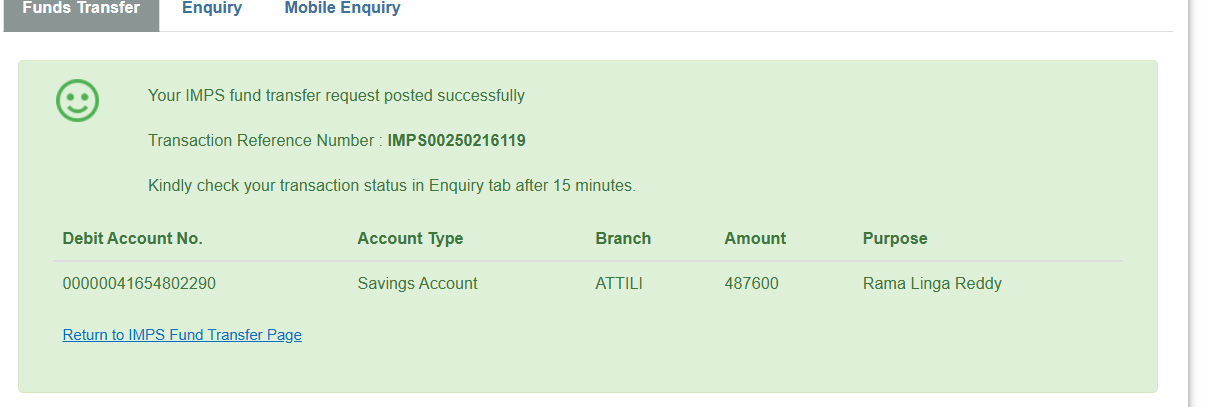 Funds Transfer Enquiry Mobile Enquiry
Your IMPS fund transfer request posted successfully
Transaction Reference Number : IMPS00250216119
Kindly check your transaction status in Enquiry tab after 15 minutes.
Debit Account No. Account Type Branch Amount Purpose
00000041654802290 Savings Account ATTILI 487600 Rama Linga Reddy
Return to IMPS Fund Transfer Page